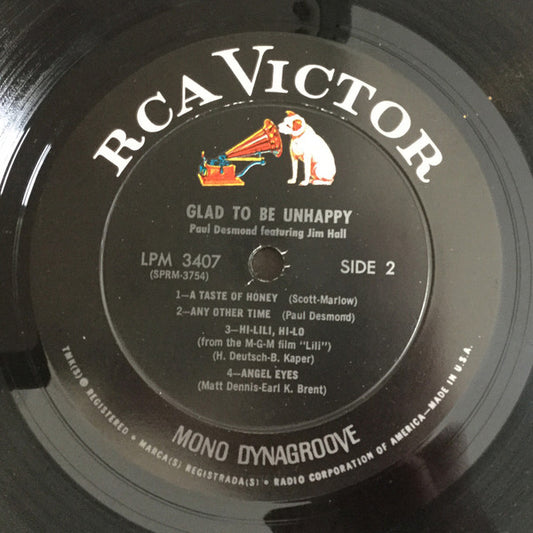 RCA VICTOR
GLAD TO BE UNHAPPY
Paul Desmond featuring Jim Hall
LPM 3407
(SPRM-3754)
SIDE 2
1—A TASTE OF HONEY (Scott-Marlow)
2—ANY OTHER TIME (Paul Desmond)
3—HI-LILI, HI-LO
(from the M-G-M film "Lili")
(H. Deutsch-B. Kaper)
4—ANGEL EYES
(Matt Dennis-Earl K. Brent)
MONO DYNAGROOVE
TMK(S) ® REGISTERED • MARCA(S) REGISTRADA(S) • RADIO CORPORATION OF AMERICA—MADE IN U.S.A.